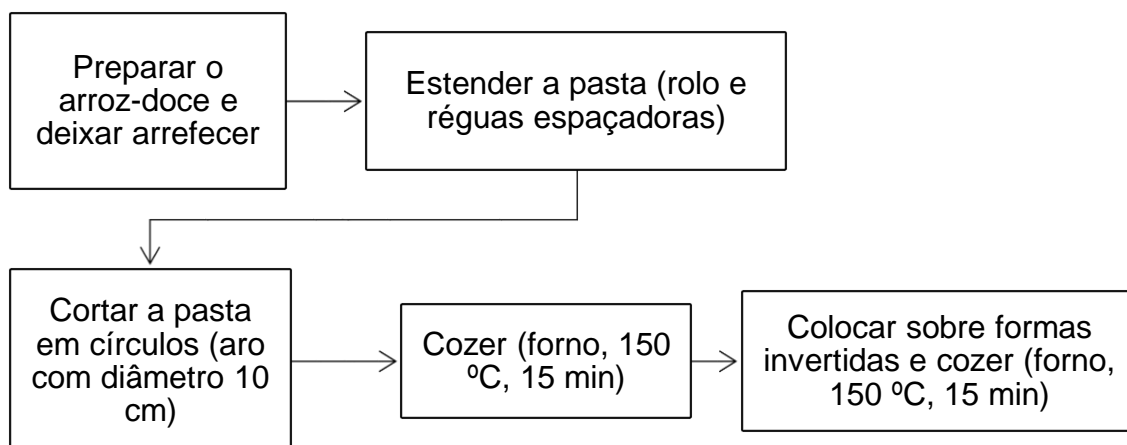 Preparar o
arroz-doce e
deixar arrefecer
Estender a pasta (rolo e
réguas espaçadoras)
Cortar a pasta
em círculos (aro
com diâmetro 10
cm)
Cozer (forno, 150
ºC, 15 min)
Colocar sobre formas
invertidas e cozer (forno,
150 ºC, 15 min)